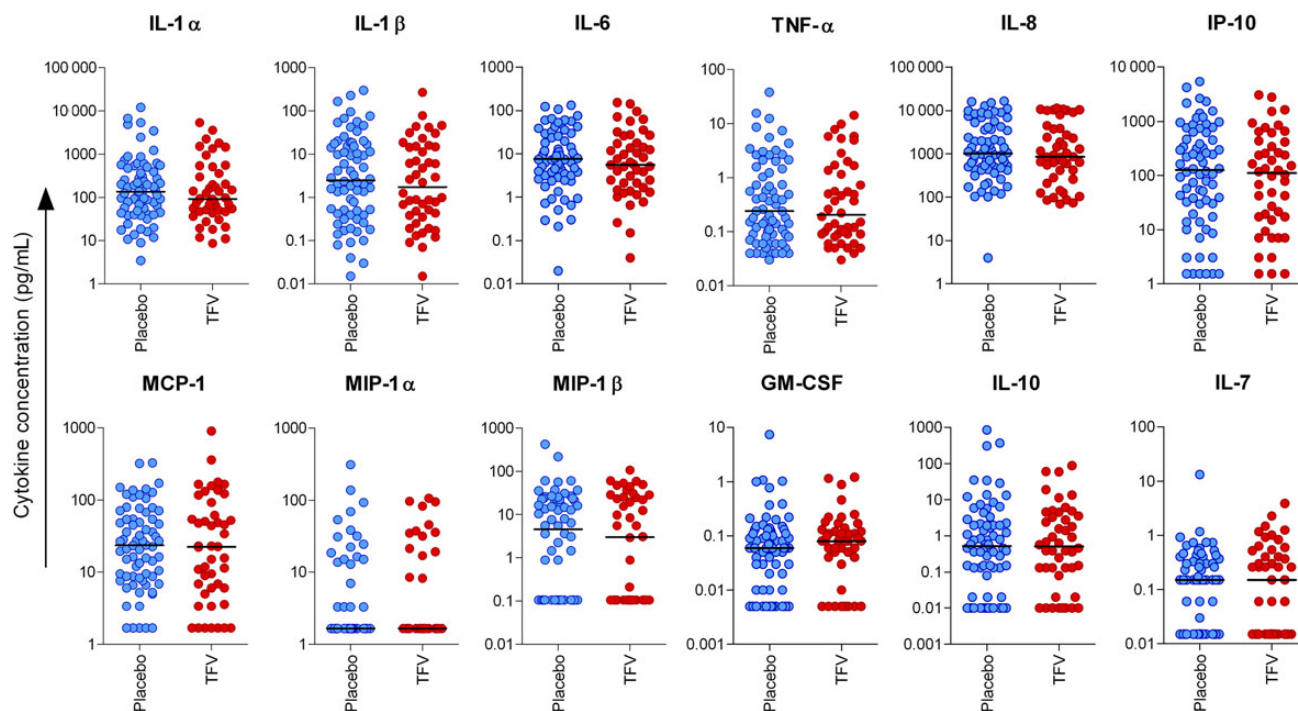 IL-1 α
IL-1 β
IL-6
TNF-α
IL-8
IP-10
100 000
10 000
1000
100
10
1
Placebo
TFV
1000
100
10
1
0.1
0.01
Placebo
TFV
1000
100
10
1
0.1
0.01
Placebo
TFV
100
10
1
0.1
0.01
Placebo
TFV
100 000
10 000
1000
100
10
1
Placebo
TFV
10 000
1000
100
10
1
Placebo
TFV
Cytokine concentration (pg/mL)
MCP-1
MIP-1 α
MIP-1 β
GM-CSF
IL-10
IL-7
1000
100
10
1
Placebo
TFV
1000
100
10
1
Placebo
TFV
1000
100
10
1
0.1
0.01
Placebo
TFV
10
1
0.1
0.01
0.001
Placebo
TFV
1000
100
10
1
0.1
0.01
0.001
Placebo
TFV
100
10
1
0.1
0.01
Placebo
TFV